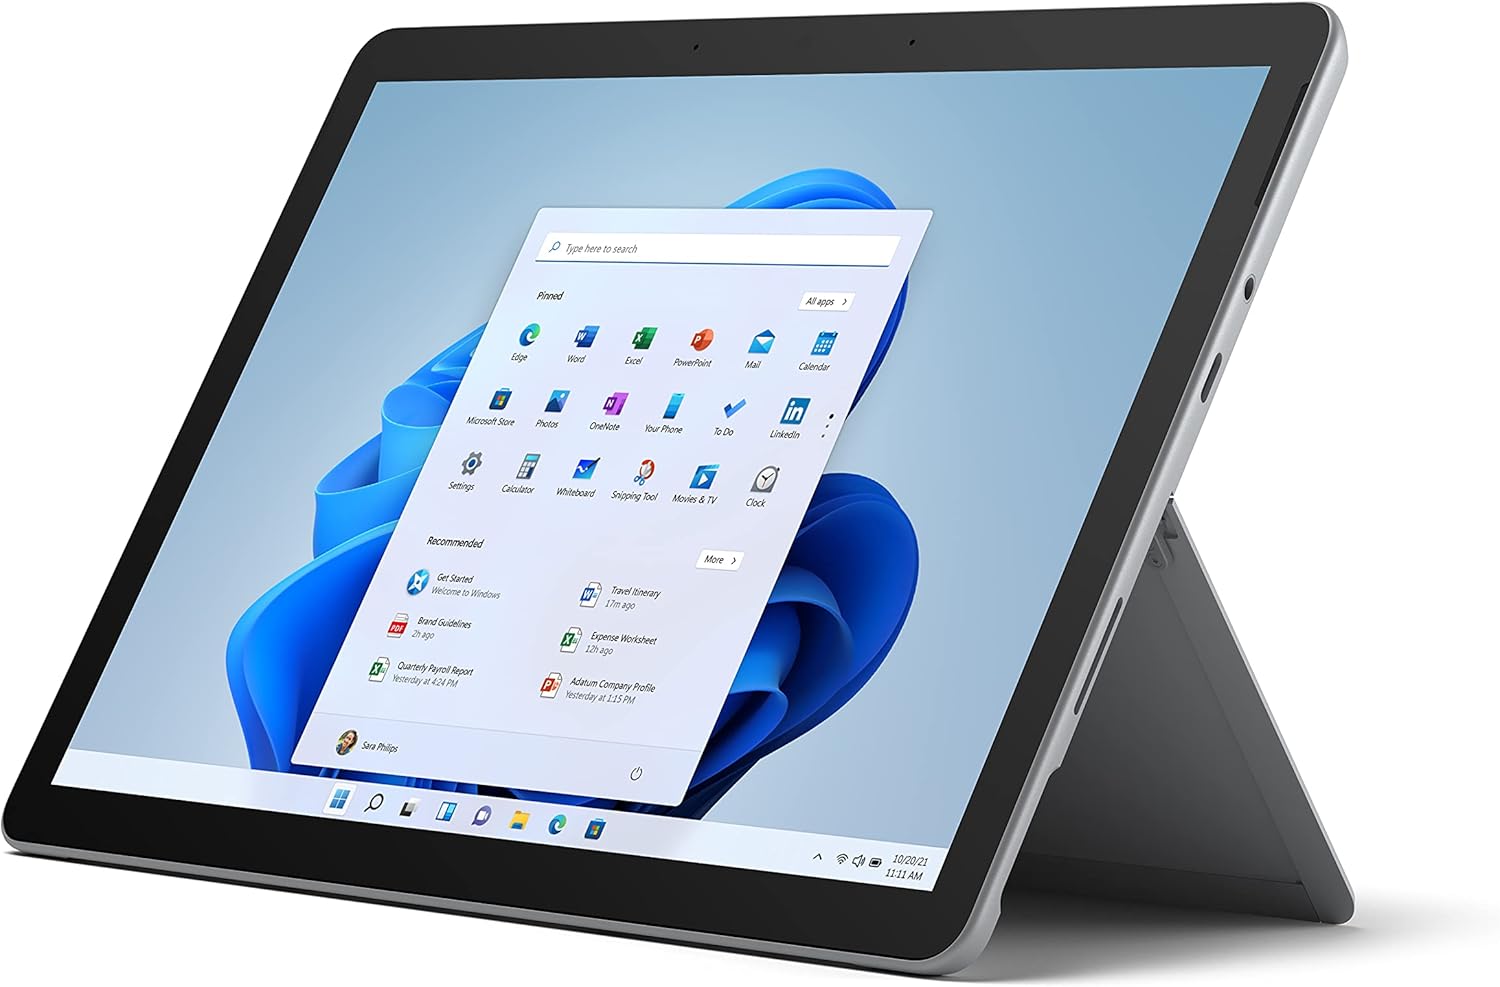 Type here to search
Pinned
All apps
Edge
Word
Excel
PowerPoint
Mail
Calendar
Microsoft Store
Photos
OneNote
Your Phone
To Do
LinkedIn
Settings
Calculator
Whiteboard
Snipping Tool
Movies & TV
Clock
Recommended
More
Get Started
Welcome to Windows
Travel Itinerary
17m ago
PDF
Brand Guidelines
2h ago
Expense Worksheet
12h ago
Quarterly Payroll Report
Yesterday at 4:24 PM
Adatum Company Profile
Yesterday at 1:15 PM
Sara Philips
10/20/21
11:11 AM